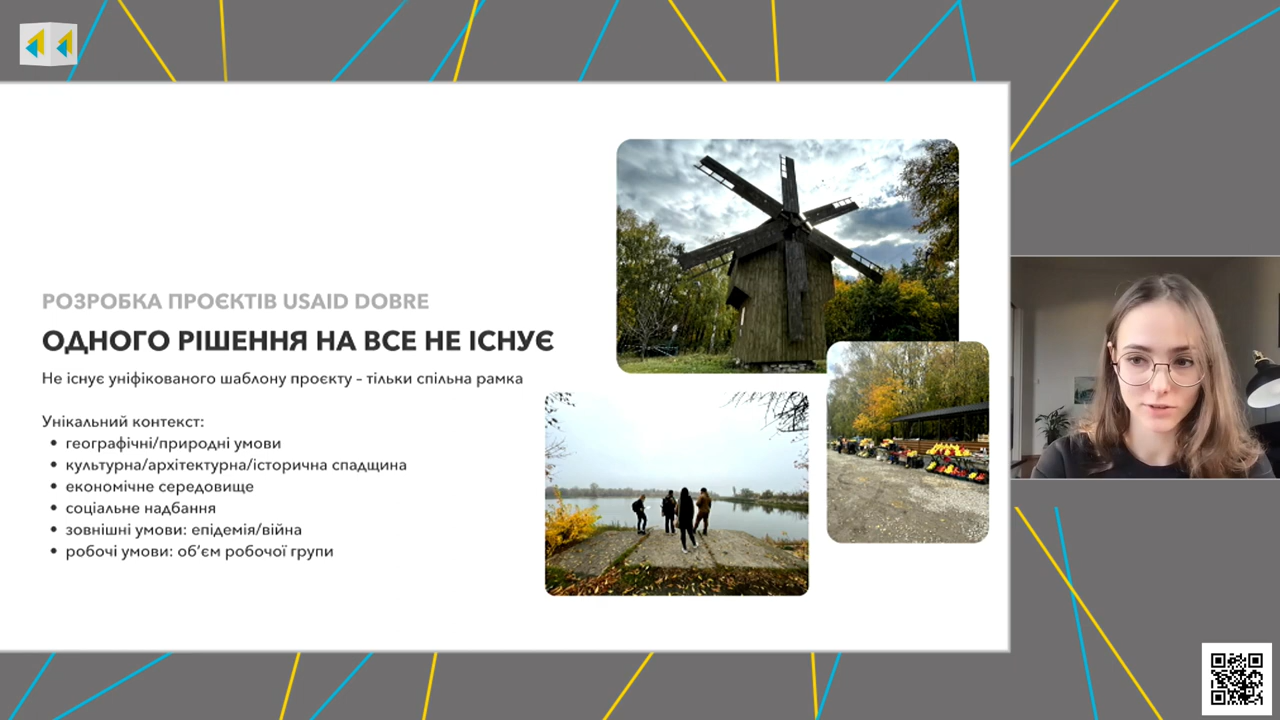 РОЗРОБКА ПРОЄКТІВ USAID DOBRE
ОДНОГО РІШЕННЯ НА ВСЕ НЕ ІСНУЄ
Не існує уніфікованого шаблону проєкту - тільки спільна рамка
Унікальний контекст:
• географічні/природні умови
• культурна/архітектурна/історична спадщина
• економічне середовище
• соціальне надбання
• зовнішні умови: епідемія/війна
• робочі умови: об'єм робочої групи